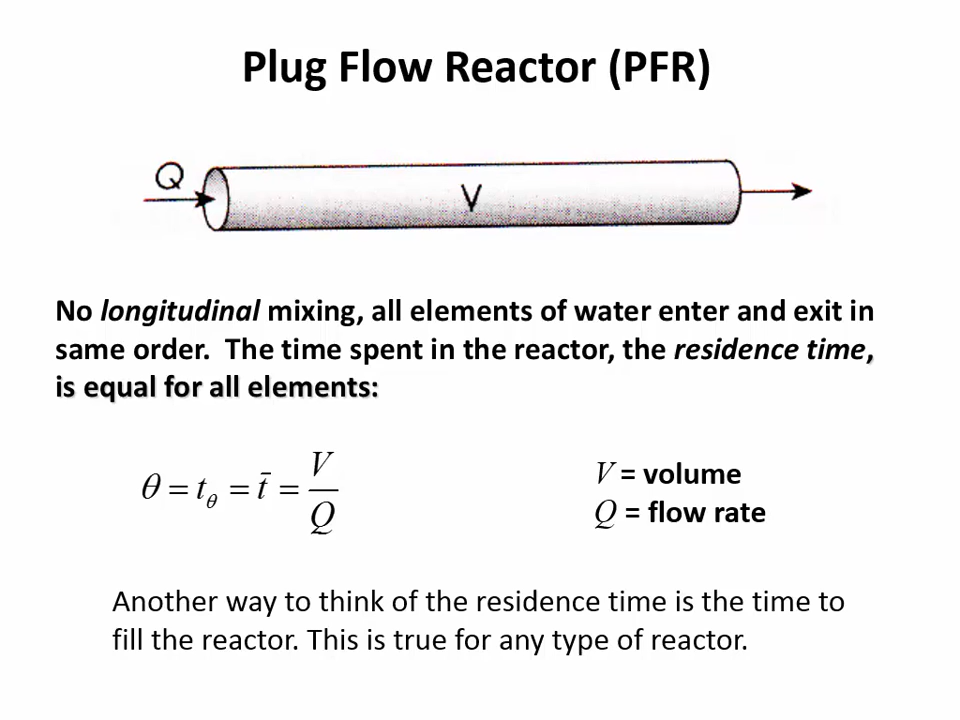 Plug Flow Reactor (PFR)
Q
V
No longitudinal mixing, all elements of water enter and exit in
same order.  The time spent in the reactor, the residence time,
is equal for all elements:
θ = t_θ = t̄ = V/Q
V = volume
Q = flow rate
Another way to think of the residence time is the time to
fill the reactor. This is true for any type of reactor.